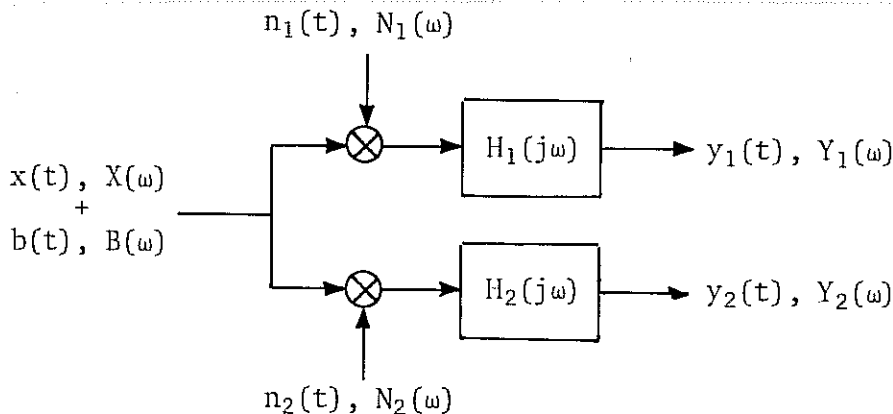 n₁(t), N₁(ω)
H₁(jω)
y₁(t), Y₁(ω)
x(t), X(ω)
+
b(t), B(ω)
H₂(jω)
y₂(t), Y₂(ω)
n₂(t), N₂(ω)